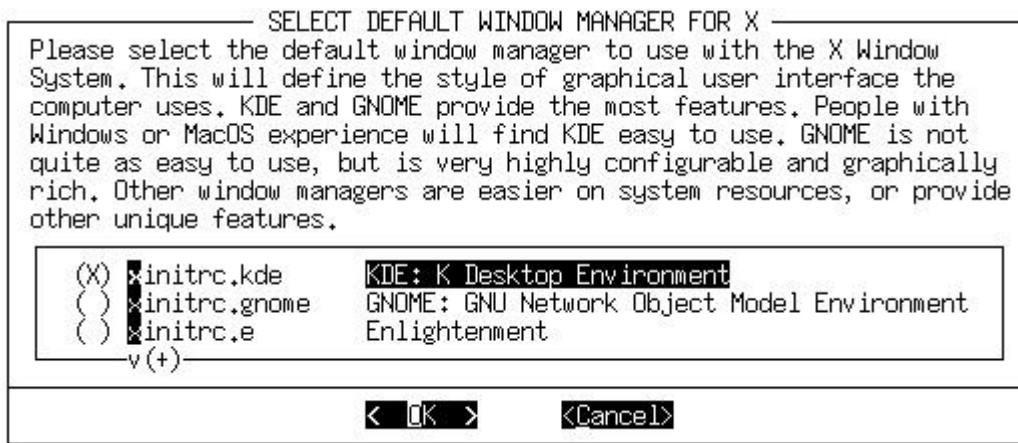 SELECT DEFAULT WINDOW MANAGER FOR X
Please select the default window manager to use with the X Window
System. This will define the style of graphical user interface the
computer uses. KDE and GNOME provide the most features. People with
Windows or MacOS experience will find KDE easy to use. GNOME is not
quite as easy to use, but is very highly configurable and graphically
rich. Other window managers are easier on system resources, or provide
other unique features.
(X) xinitrc.kde KDE: K Desktop Environment
( ) xinitrc.gnome GNOME: GNU Network Object Model Environment
( ) xinitrc.e Enlightenment
v(+)
< OK > <Cancel>